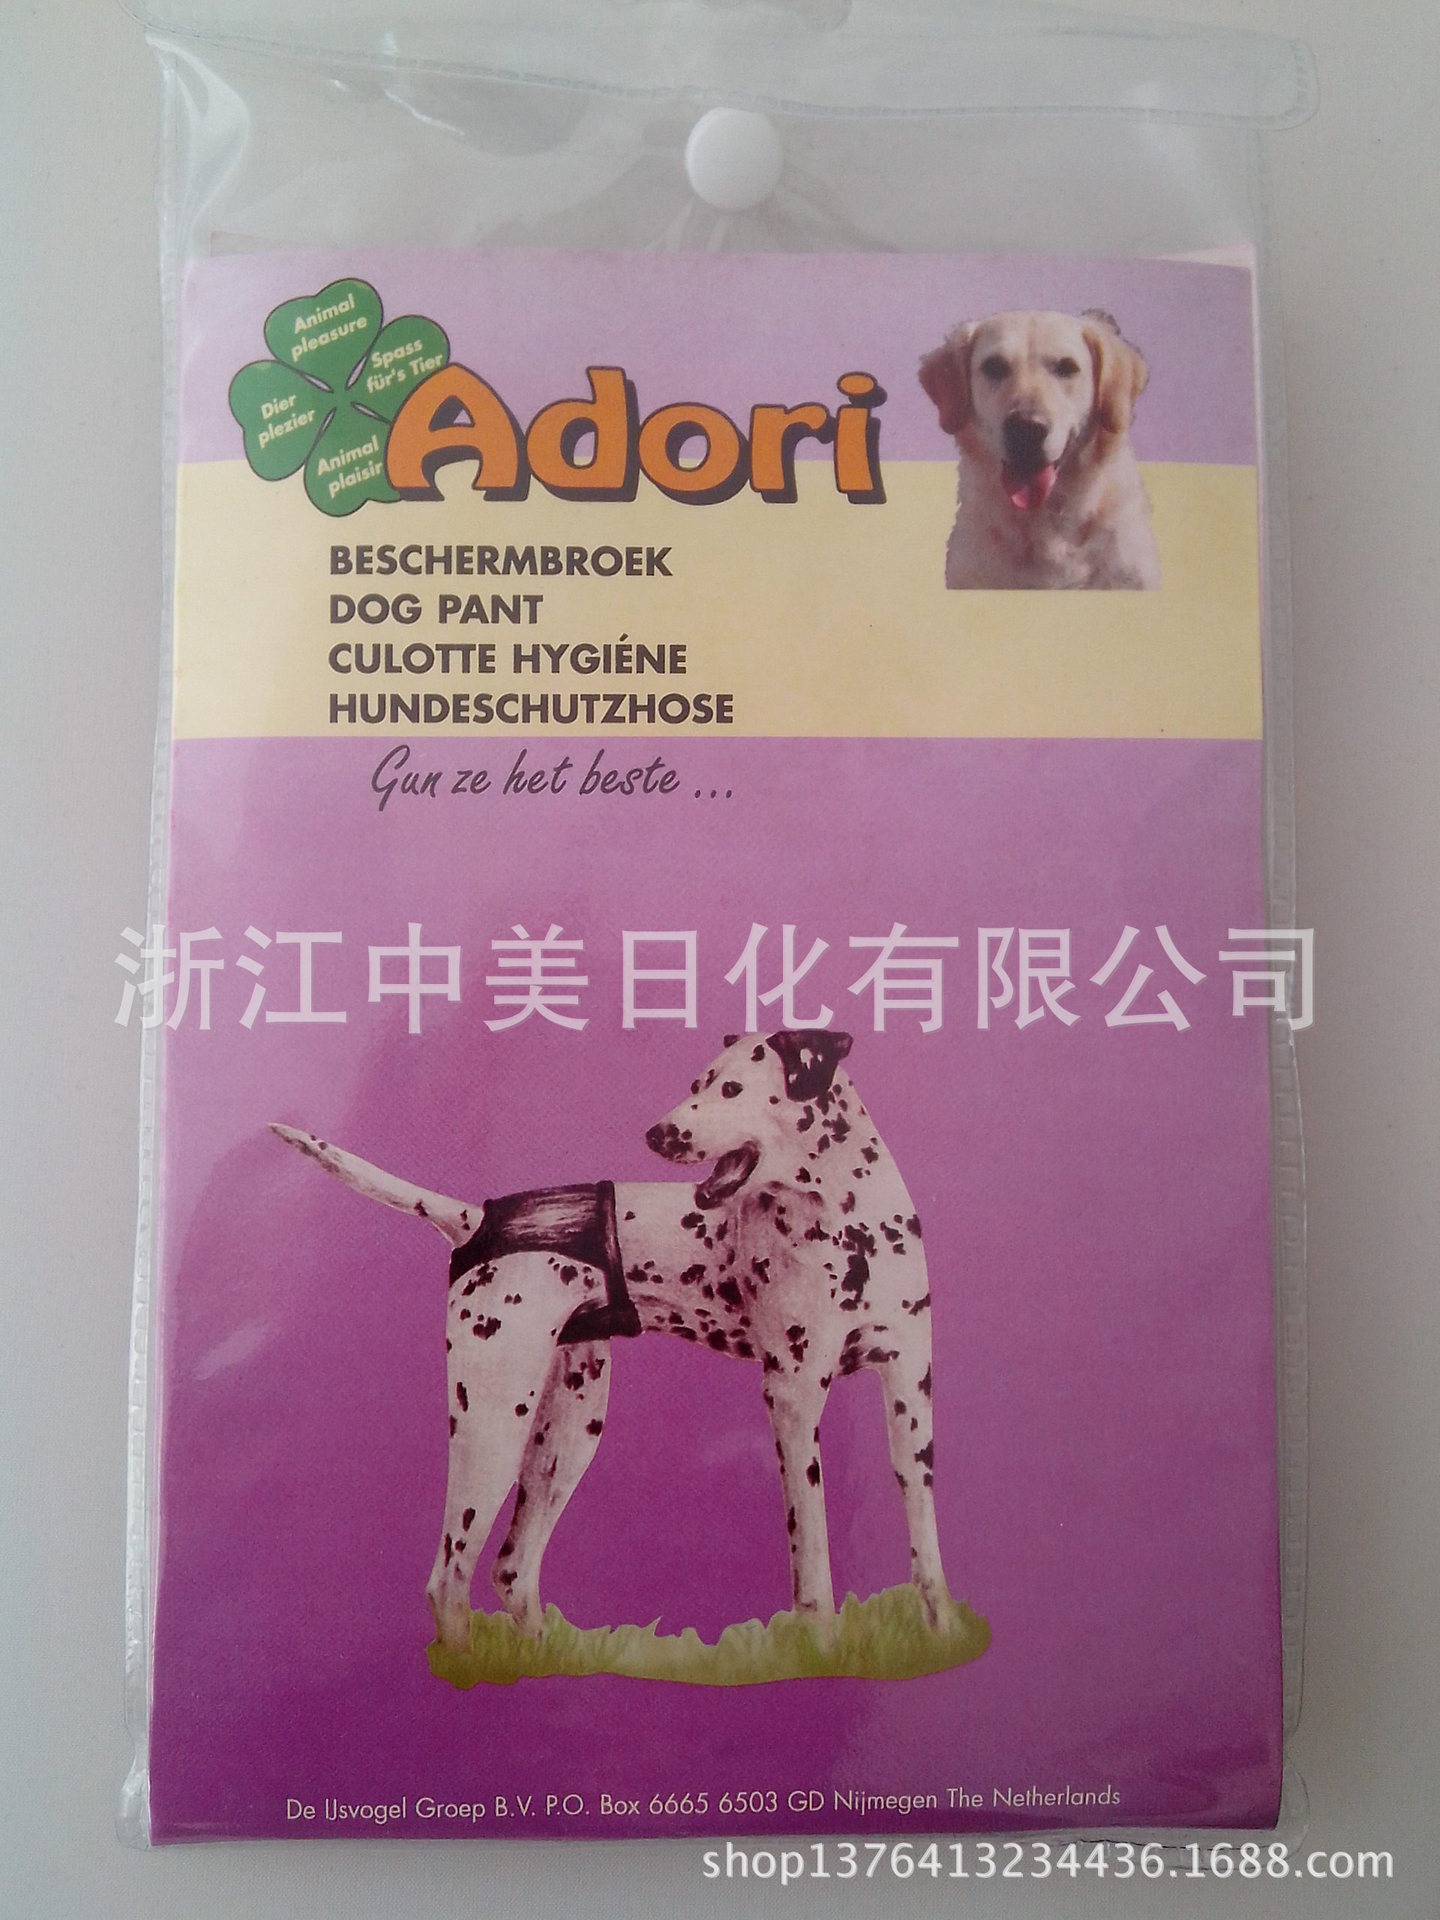 Animal
pleasure
Spass
für's Tier
Dier
plezier
Animal
plaisir
Adori
BESCHERMBROEK
DOG PANT
CULOTTE HYGIÉNE
HUNDESCHUTZHOSE
Gun ze het beste ...
浙江中美日化有限公司
De IJsvogel Groep B.V. P.O. Box 6665 6503 GD Nijmegen The Netherlands
shop1376413234436.1688.com